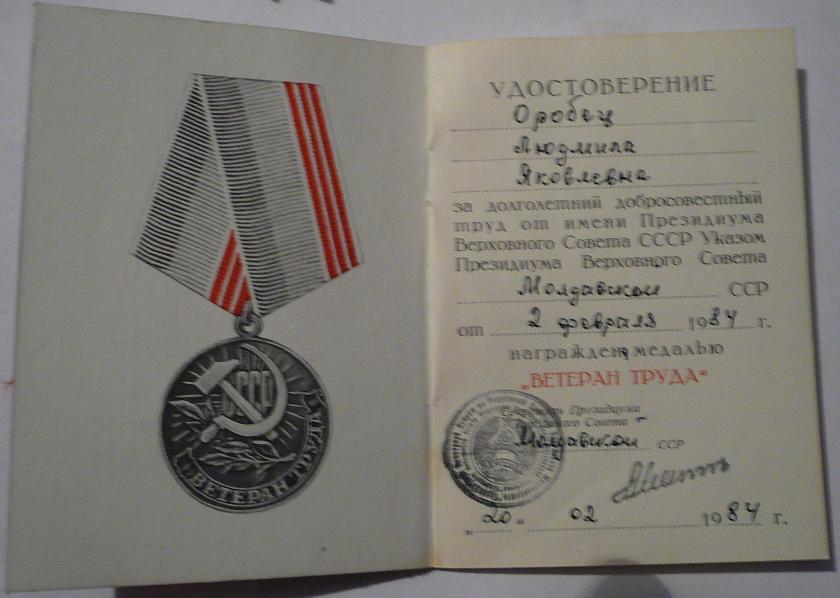 СССР
ВЕТЕРАН ТРУДА
УДОСТОВЕРЕНИЕ
Оробец
Людмила
Яковлевна
за долголетний добросовестный
труд от имени Президиума
Верховного Совета СССР Указом
Президиума Верховного Совета
Молдавской ССР
от 2 февраля 1984 г.
награждена медалью
„ВЕТЕРАН ТРУДА“
Президиума
Совета
Молдавской ССР
„20“ 02 1984 г.